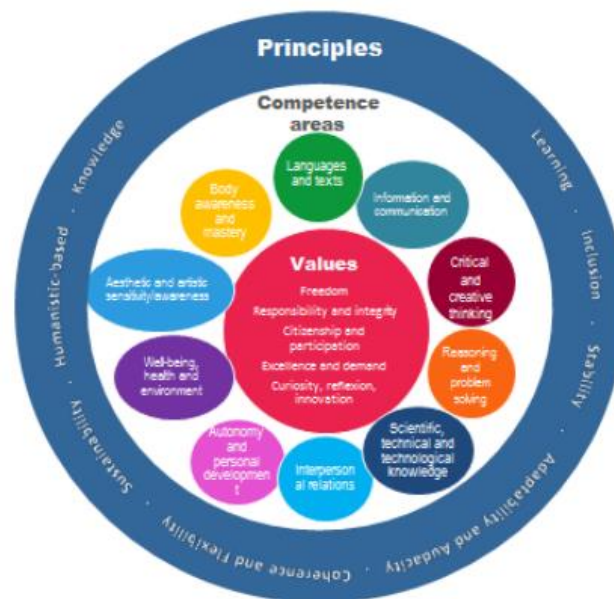 Principles
Competence
areas
Languages
and texts
Information and
communication
Critical
and
creative
thinking
Reasoning
and
problem
solving
Scientific,
technical and
technological
knowledge
Interperson
al relations
Autonomy
and
personal
developmen
t
Well-being,
health and
environment
Aesthetic and artistic
sensitivity/awareness
Body
awareness
and
mastery
Values
Freedom
Responsibility and integrity
Citizenship and
participation
Excellence and demand
Curiosity, reflexion,
innovation
Learning · Inclusion · Stability · Adaptability and Audacity · Coherence and Flexibility · Sustainability · Humanistic-based · Knowledge